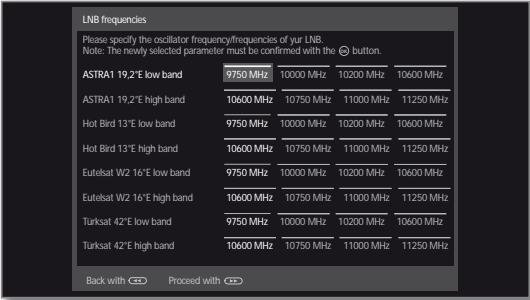 LNB frequencies
Please specify the oscillator frequency/frequencies of yur LNB.
Note: The newly selected parameter must be confirmed with the OK button.
ASTRA1 19,2°E low band 9750 MHz 10000 MHz 10200 MHz 10600 MHz
ASTRA1 19,2°E high band 10600 MHz 10750 MHz 11000 MHz 11250 MHz
Hot Bird 13°E low band 9750 MHz 10000 MHz 10200 MHz 10600 MHz
Hot Bird 13°E high band 10600 MHz 10750 MHz 11000 MHz 11250 MHz
Eutelsat W2 16°E low band 9750 MHz 10000 MHz 10200 MHz 10600 MHz
Eutelsat W2 16°E high band 10600 MHz 10750 MHz 11000 MHz 11250 MHz
Türksat 42°E low band 9750 MHz 10000 MHz 10200 MHz 10600 MHz
Türksat 42°E high band 10600 MHz 10750 MHz 11000 MHz 11250 MHz
Back with Proceed with